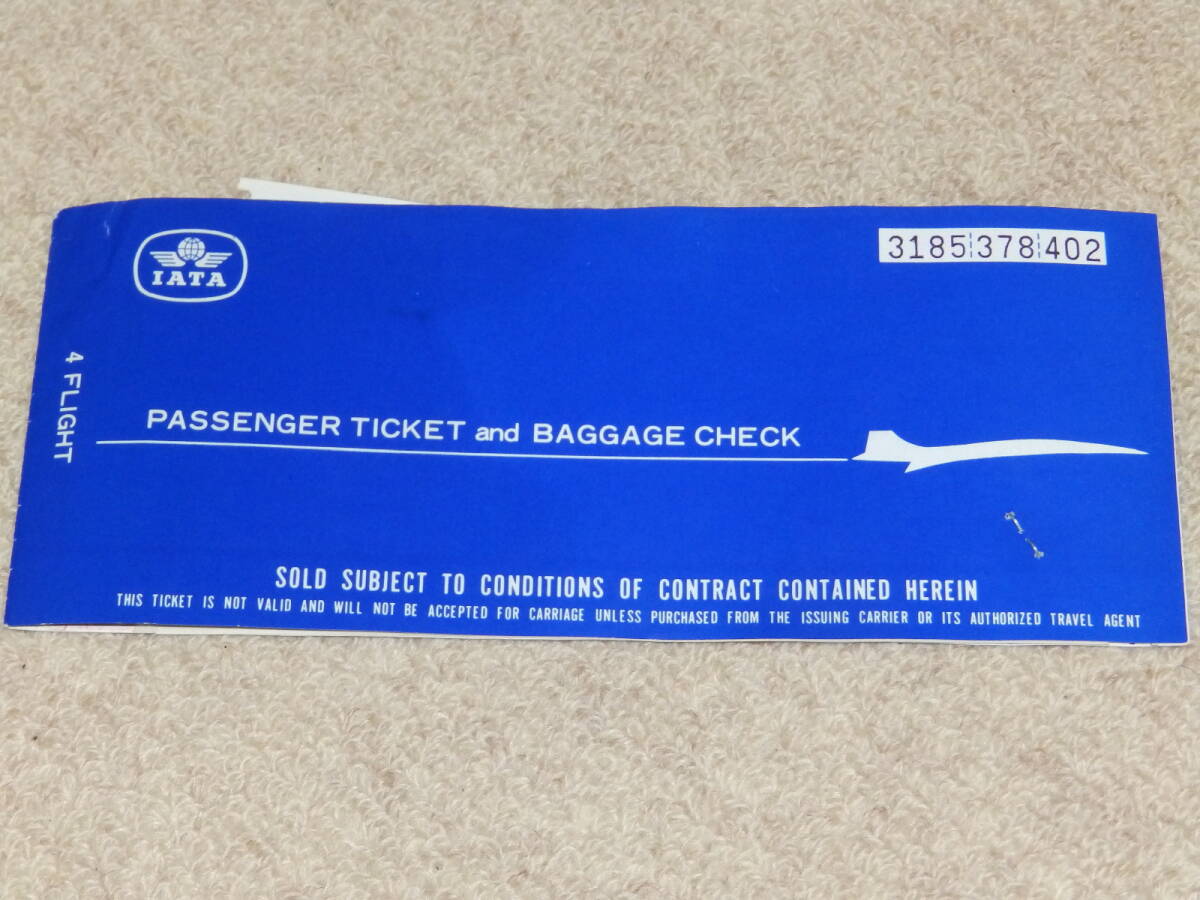 IATA
3185 378 402
4 FLIGHT
PASSENGER TICKET and BAGGAGE CHECK
SOLD SUBJECT TO CONDITIONS OF CONTRACT CONTAINED HEREIN
THIS TICKET IS NOT VALID AND WILL NOT BE ACCEPTED FOR CARRIAGE UNLESS PURCHASED FROM THE ISSUING CARRIER OR ITS AUTHORIZED TRAVEL AGENT